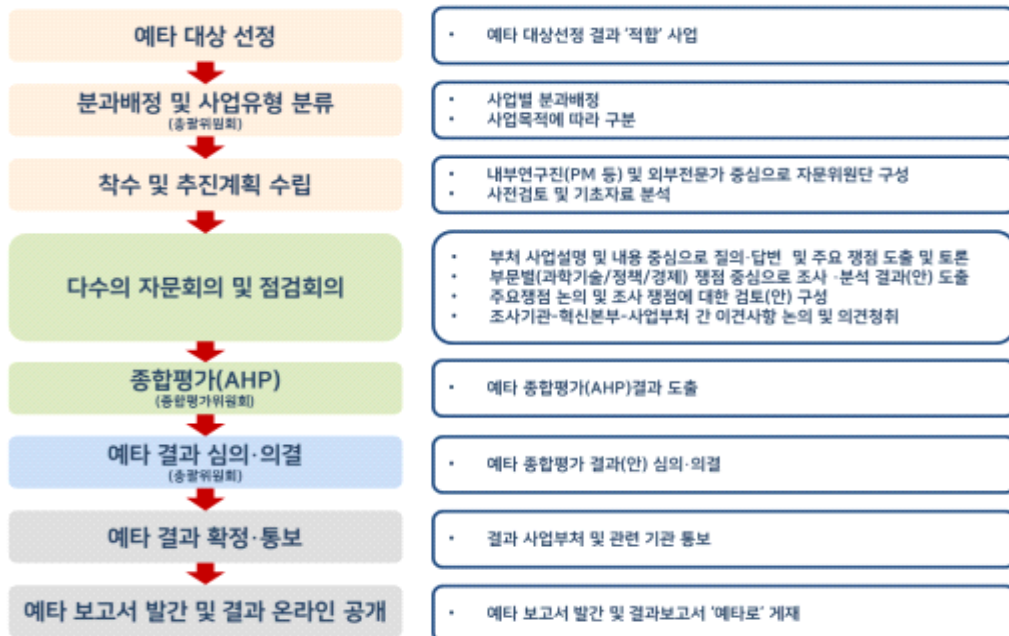 예타 대상 선정
• 예타 대상선정 결과 '적합' 사업
분과배정 및 사업유형 분류
(총괄위원회)
• 사업별 분과배정
• 사업목적에 따라 구분
착수 및 추진계획 수립
• 내부연구진(PM 등) 및 외부전문가 중심으로 자문위원단 구성
• 사전검토 및 기초자료 분석
다수의 자문회의 및 점검회의
• 부처 사업설명 및 내용 중심으로 질의·답변 및 주요 쟁점 도출 및 토론
• 부문별(과학기술/정책/경제) 쟁점 중심으로 조사·분석 결과(안) 도출
• 주요쟁점 논의 및 조사 쟁점에 대한 검토(안) 구성
• 조사기관-혁신본부-사업부처 간 이견사항 논의 및 의견청취
종합평가(AHP)
(종합평가위원회)
• 예타 종합평가(AHP)결과 도출
예타 결과 심의·의결
(총괄위원회)
• 예타 종합평가 결과(안) 심의·의결
예타 결과 확정·통보
• 결과 사업부처 및 관련 기관 통보
예타 보고서 발간 및 결과 온라인 공개
• 예타 보고서 발간 및 결과보고서 '예타로' 게재